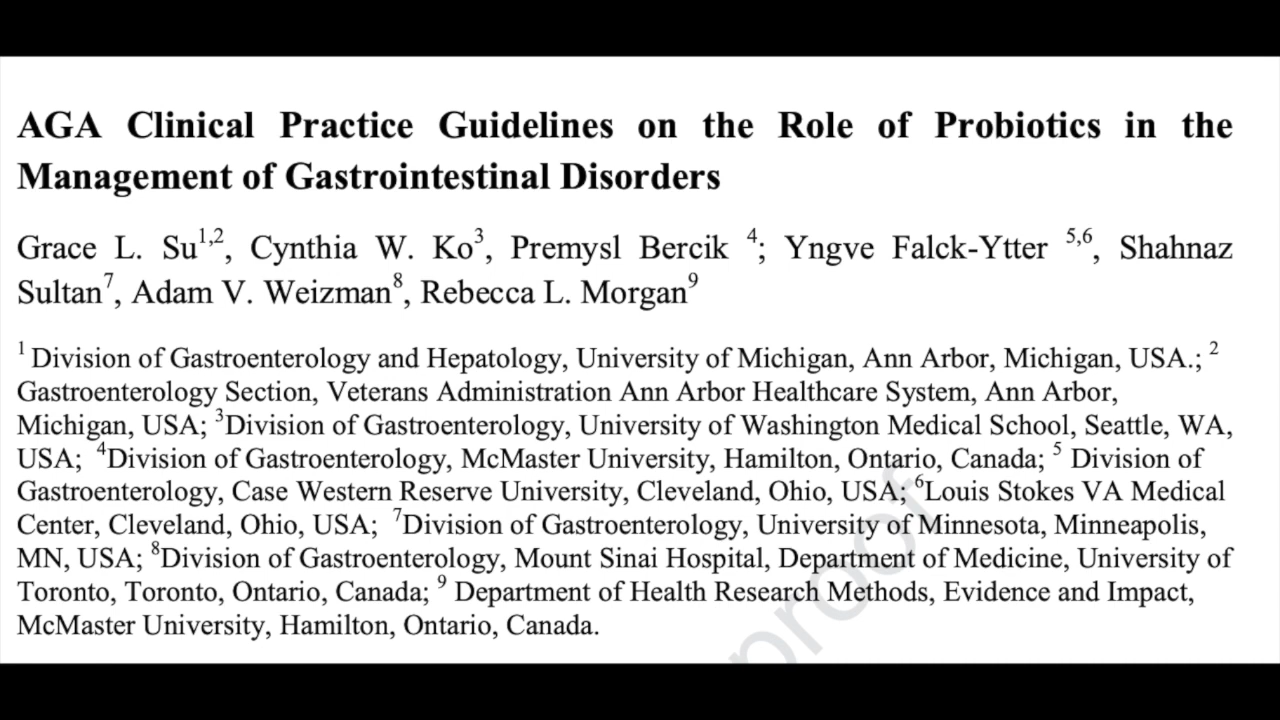 AGA Clinical Practice Guidelines on the Role of Probiotics in the
Management of Gastrointestinal Disorders
Grace L. Su1,2, Cynthia W. Ko3, Premysl Bercik 4; Yngve Falck-Ytter 5,6, Shahnaz
Sultan7, Adam V. Weizman8, Rebecca L. Morgan9
1 Division of Gastroenterology and Hepatology, University of Michigan, Ann Arbor, Michigan, USA.; 2
Gastroenterology Section, Veterans Administration Ann Arbor Healthcare System, Ann Arbor,
Michigan, USA; 3Division of Gastroenterology, University of Washington Medical School, Seattle, WA,
USA; 4Division of Gastroenterology, McMaster University, Hamilton, Ontario, Canada; 5 Division of
Gastroenterology, Case Western Reserve University, Cleveland, Ohio, USA; 6Louis Stokes VA Medical
Center, Cleveland, Ohio, USA; 7Division of Gastroenterology, University of Minnesota, Minneapolis,
MN, USA; 8Division of Gastroenterology, Mount Sinai Hospital, Department of Medicine, University of
Toronto, Toronto, Ontario, Canada; 9 Department of Health Research Methods, Evidence and Impact,
McMaster University, Hamilton, Ontario, Canada.
proof